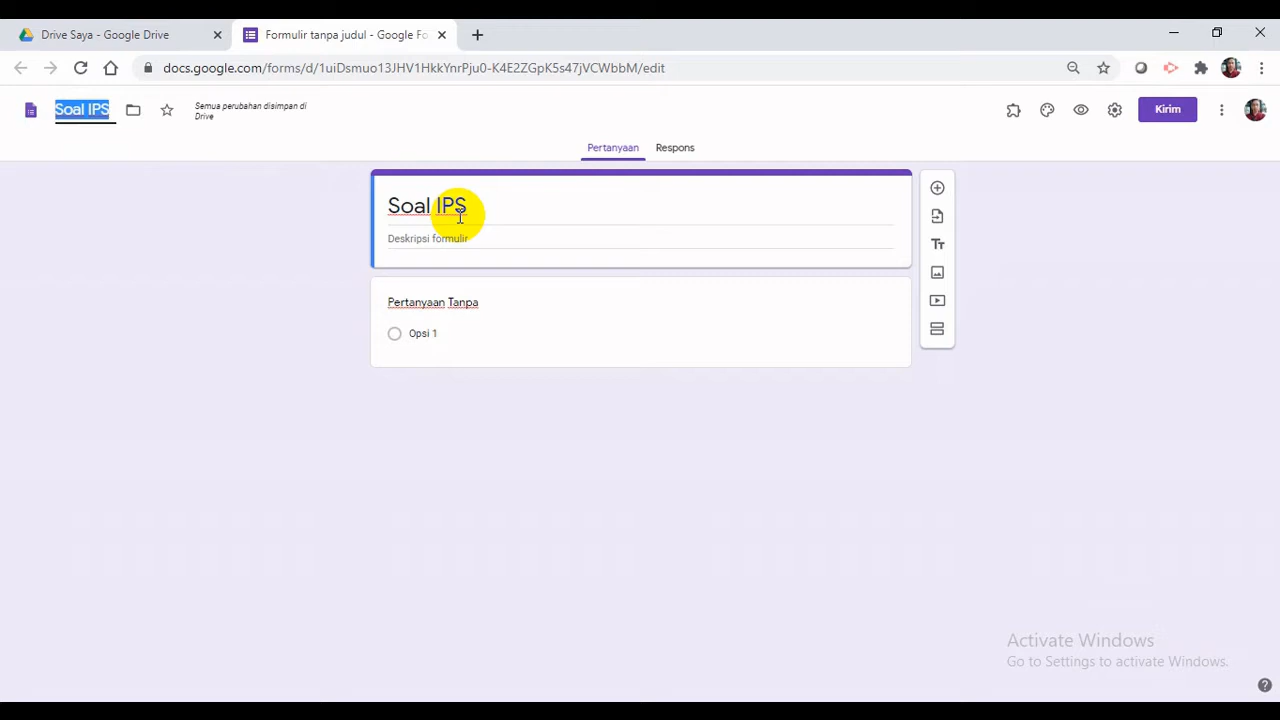 Drive Saya - Google Drive
Formulir tanpa judul - Google Fo
docs.google.com/forms/d/1uiDsmuo13JHV1HkkYnrPju0-K4E2ZGpK5s47jVCWbbM/edit
Soal IPS
Semua perubahan disimpan di
Drive
Kirim
Pertanyaan
Respons
Soal IPS
Deskripsi formulir
Pertanyaan Tanpa
Opsi 1
Activate Windows
Go to Settings to activate Windows.